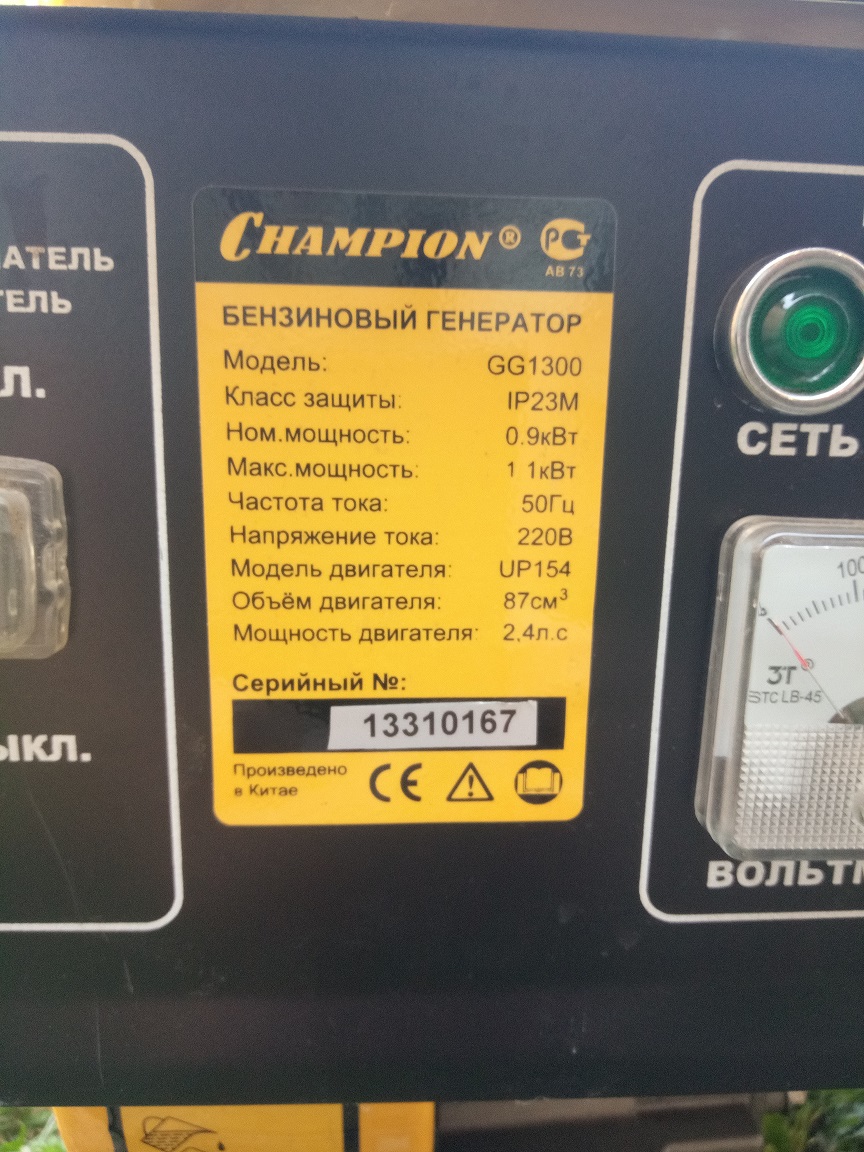 CHAMPION®
РСТ
АВ 73
БЕНЗИНОВЫЙ ГЕНЕРАТОР
Модель: GG1300
Класс защиты: IP23M
Ном.мощность: 0.9кВт
Макс.мощность: 1 1кВт
Частота тока: 50Гц
Напряжение тока: 220В
Модель двигателя: UP154
Объём двигателя: 87см³
Мощность двигателя: 2,4л.с
Серийный №:
13310167
Произведено
в Китае
CE
АТЕЛЬ
ТЕЛЬ
Л.
ЫКЛ.
СЕТЬ
100
3T®
STC LB-45
ВОЛЬТМ